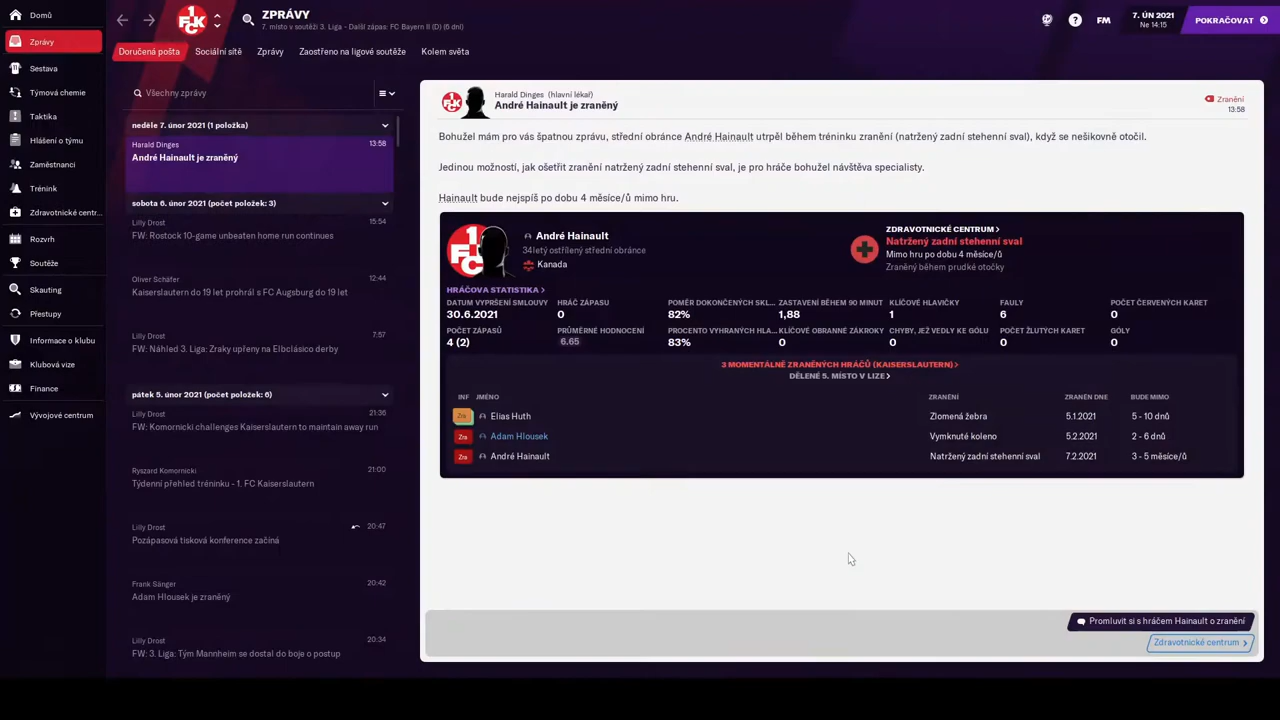 Domů
Zprávy
Sestava
Týmová chemie
Taktika
Hlášení o týmu
Zaměstnanci
Trénink
Zdravotnické centr...
Rozvrh
Soutěže
Skauting
Přestupy
Informace o klubu
Klubová vize
Finance
Vývojové centrum
1.
FCK
ZPRÁVY
7. místo v soutěži 3. Liga - Další zápas: FC Bayern II (D) (6 dní)
?
FM
7. ÚN 2021
Ne 14:15
POKRAČOVAT
Doručená pošta
Sociální sítě
Zprávy
Zaostřeno na ligové soutěže
Kolem světa
Všechny zprávy
neděle 7. únor 2021 (1 položka)
Harald Dinges 13:58
André Hainault je zraněný
sobota 6. únor 2021 (počet položek: 3)
Lilly Drost 15:54
FW: Rostock 10-game unbeaten home run continues
Oliver Schäfer 12:44
Kaiserslautern do 19 let prohrál s FC Augsburg do 19 let
Lilly Drost 7:57
FW: Náhled 3. Liga: Zraky upřeny na Elbclásico derby
pátek 5. únor 2021 (počet položek: 6)
Lilly Drost 21:36
FW: Komornicki challenges Kaiserslautern to maintain away run
Ryszard Komornicki 21:00
Týdenní přehled tréninku - 1. FC Kaiserslautern
Lilly Drost 20:47
Pozápasová tisková konference začíná
Frank Sänger 20:42
Adam Hlousek je zraněný
Lilly Drost 20:34
FW: 3. Liga: Tým Mannheim se dostal do boje o postup
Harald Dinges (hlavní lékař)
André Hainault je zraněný
Zranění
13:58
Bohužel mám pro vás špatnou zprávu, střední obránce André Hainault utrpěl během tréninku zranění (natržený zadní stehenní sval), když se nešikovně otočil.
Jedinou možností, jak ošetřit zranění natržený zadní stehenní sval, je pro hráče bohužel návštěva specialisty.
Hainault bude nejspíš po dobu 4 měsíce/ů mimo hru.
André Hainault
34letý ostřílený střední obránce
Kanada
ZDRAVOTNICKÉ CENTRUM
Natržený zadní stehenní sval
Mimo hru po dobu 4 měsíce/ů
Zraněný během prudké otočky
HRÁČOVA STATISTIKA
DATUM VYPRŠENÍ SMLOUVY HRÁČ ZÁPASU POMĚR DOKONČENÝCH SKL... ZASTAVENÍ BĚHEM 90 MINUT KLÍČOVÉ HLAVIČKY FAULY POČET ČERVENÝCH KARET
30.6.2021 0 82% 1,88 1 6 0
POČET ZÁPASŮ PRŮMĚRNÉ HODNOCENÍ PROCENTO VYHRANÝCH HLA... KLÍČOVÉ OBRANNÉ ZÁKROKY CHYBY, JEŽ VEDLY KE GÓLU POČET ŽLUTÝCH KARET GÓLY
4 (2) 6.65 83% 0 0 0 0
3 MOMENTÁLNĚ ZRANĚNÝCH HRÁČŮ (KAISERSLAUTERN)
DĚLENÉ 5. MÍSTO V LIZE
INF JMÉNO ZRANĚNÍ ZRANĚN DNE BUDE MIMO
Zra Elias Huth Zlomená žebra 5.1.2021 5 - 10 dnů
Zra Adam Hlousek Vymknuté koleno 5.2.2021 2 - 6 dnů
Zra André Hainault Natržený zadní stehenní sval 7.2.2021 3 - 5 měsíce/ů
Promluvit si s hráčem Hainault o zranění
Zdravotnické centrum